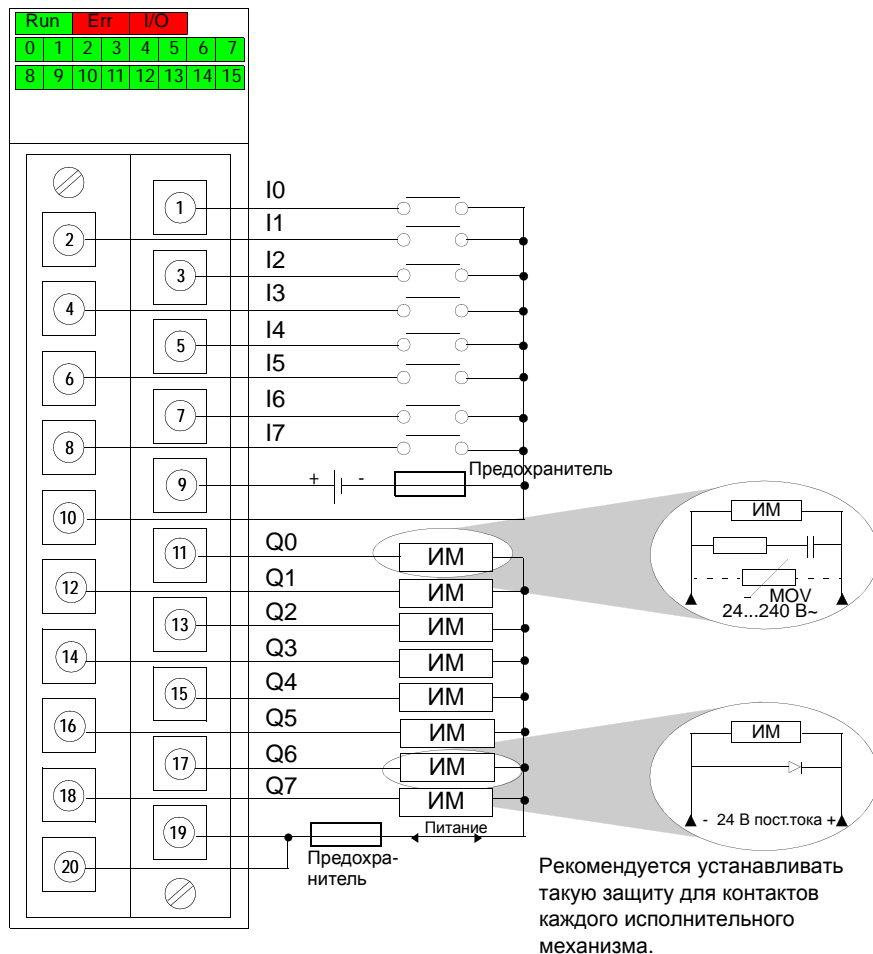 Run Err I/O
0 1 2 3 4 5 6 7
8 9 10 11 12 13 14 15
I0
1
I1
2
I2
3
I3
4
I4
5
I5
6
I6
7
I7
8
Предохранитель
9
+ -
10
Q0
11
ИМ
Q1
12
ИМ
Q2
13
ИМ
Q3
14
ИМ
Q4
15
ИМ
Q5
16
ИМ
Q6
17
ИМ
Q7
18
ИМ
19
Питание
20
Предохра-
нитель
ИМ
MOV
24...240 В~
ИМ
- 24 В пост.тока +
Рекомендуется устанавливать
такую защиту для контактов
каждого исполнительного
механизма.